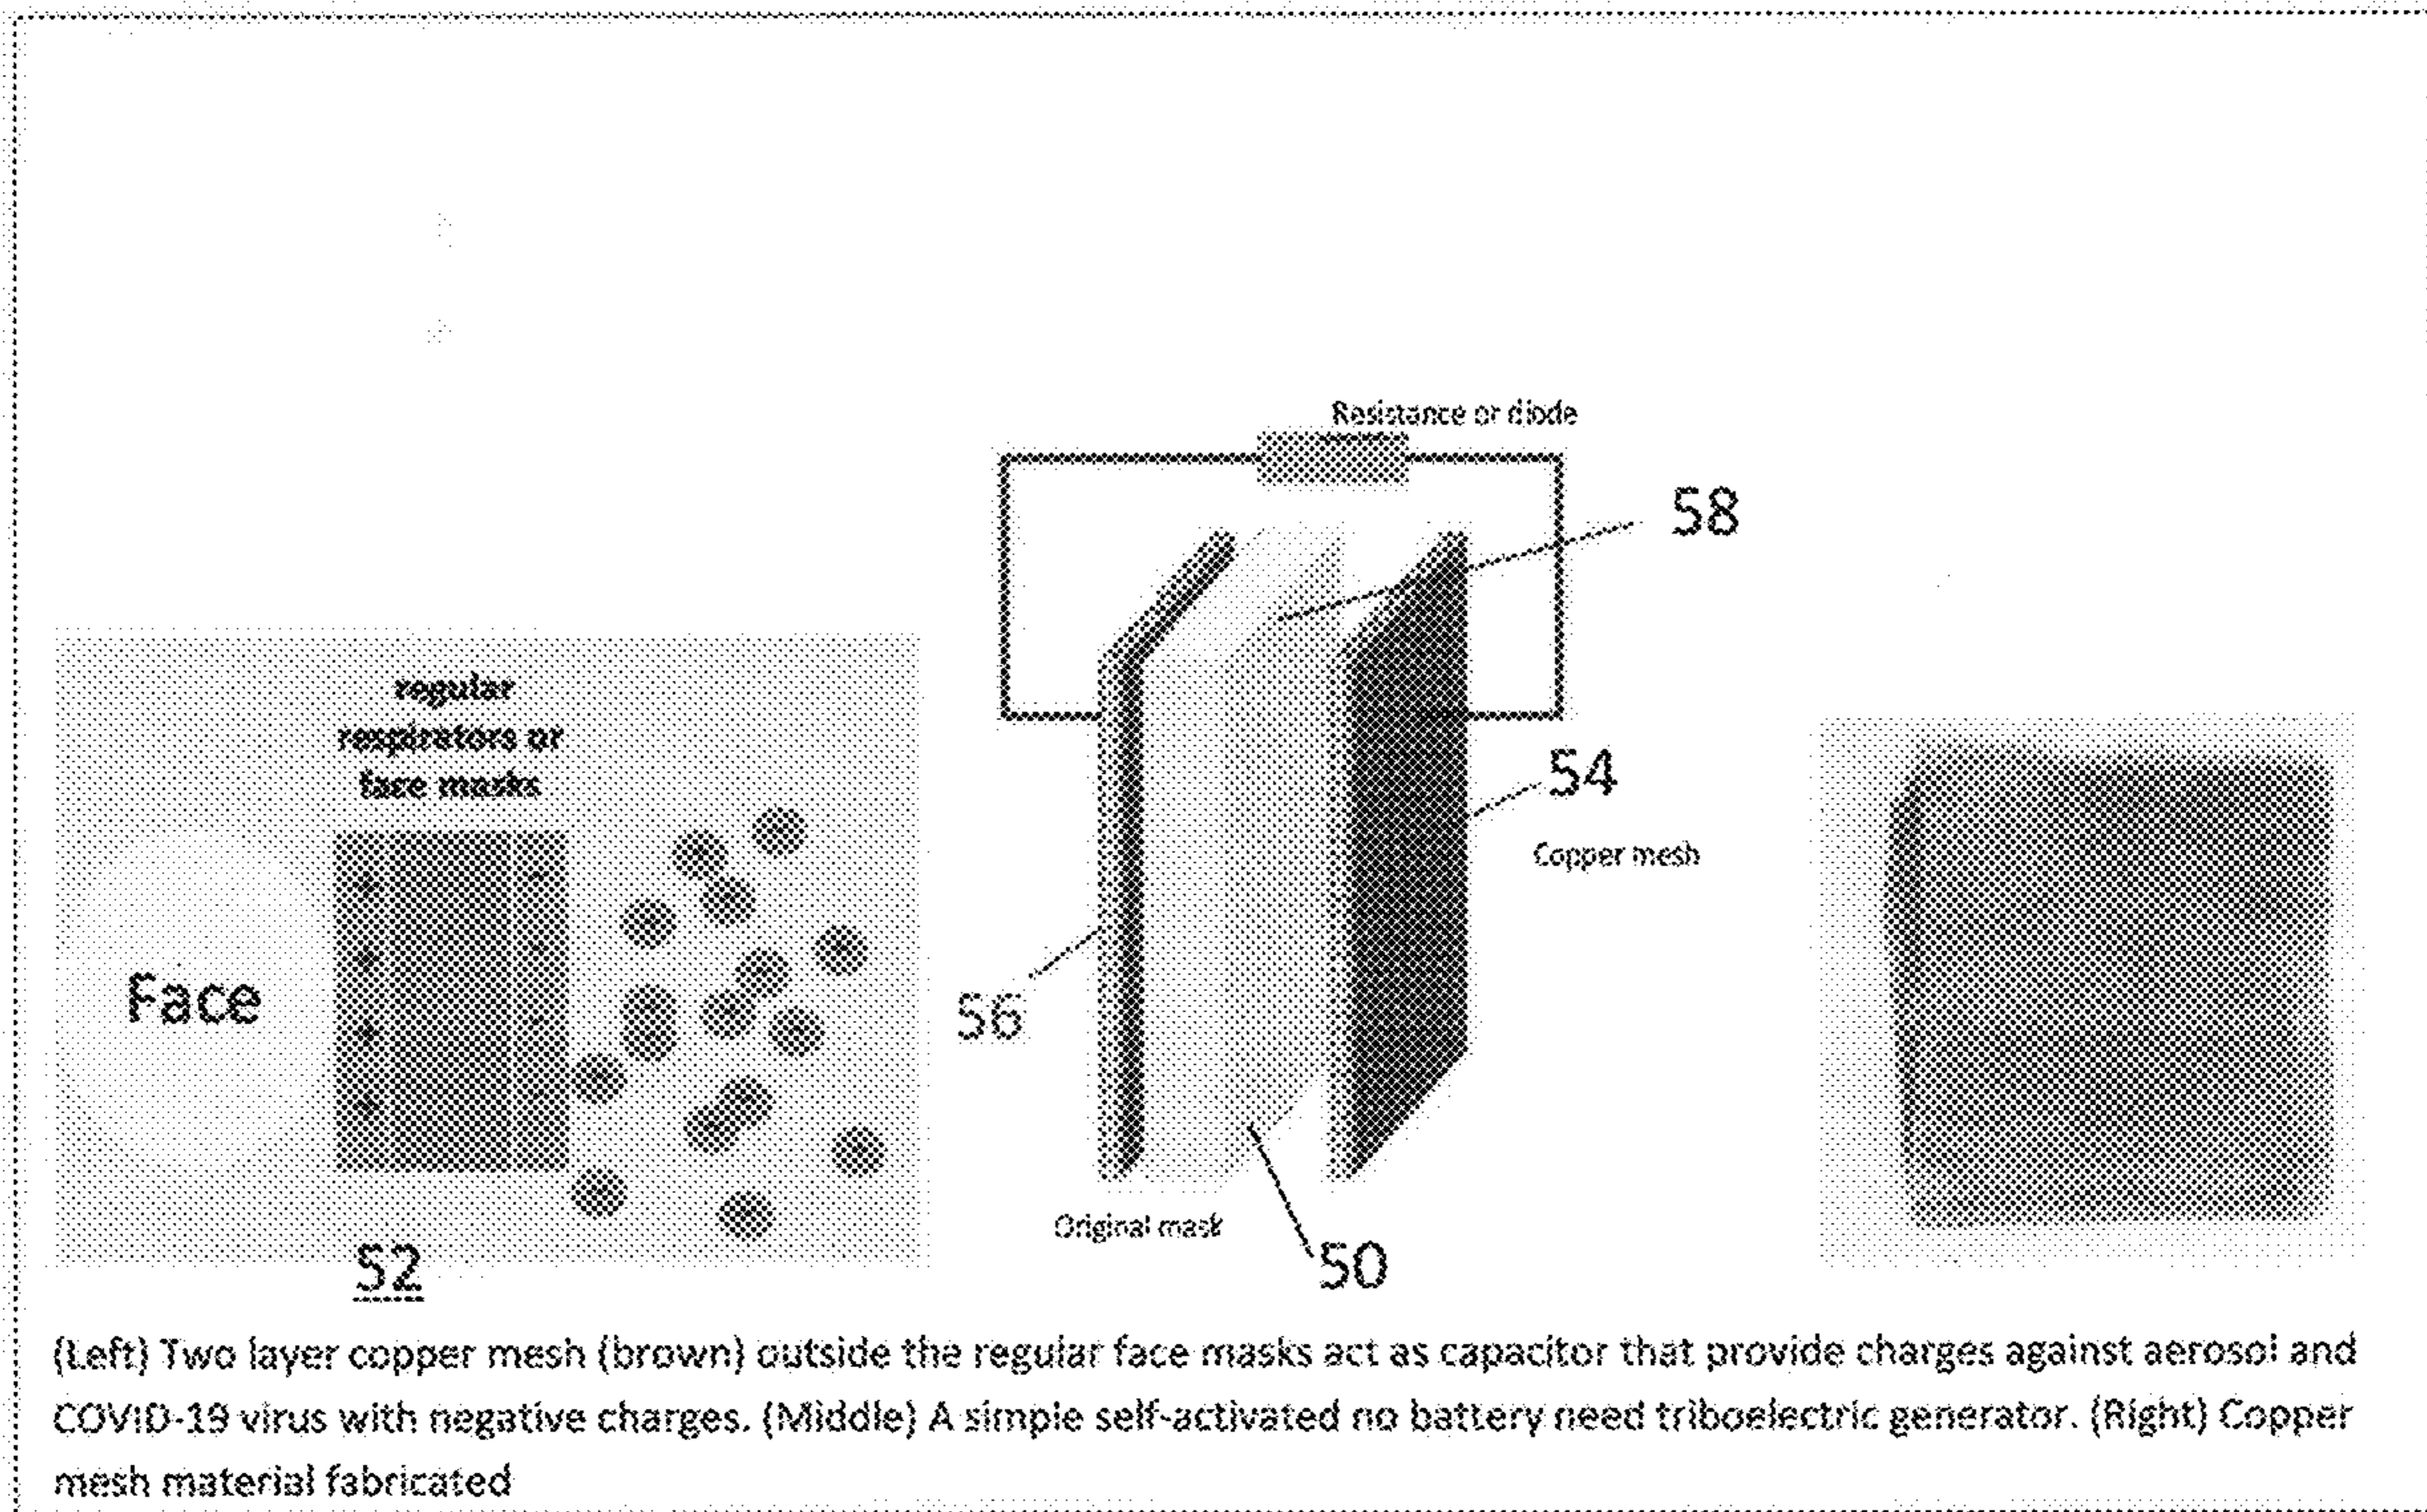 Resistance or diode
58
regular
respirators or
face masks
54
Copper mesh
Face
56
Original mask
50
52
(Left) Two layer copper mesh (brown) outside the regular face masks act as capacitor that provide charges against aerosol and
COVID-19 virus with negative charges. (Middle) A simple self-activated no battery need triboelectric generator. (Right) Copper
mesh material fabricated